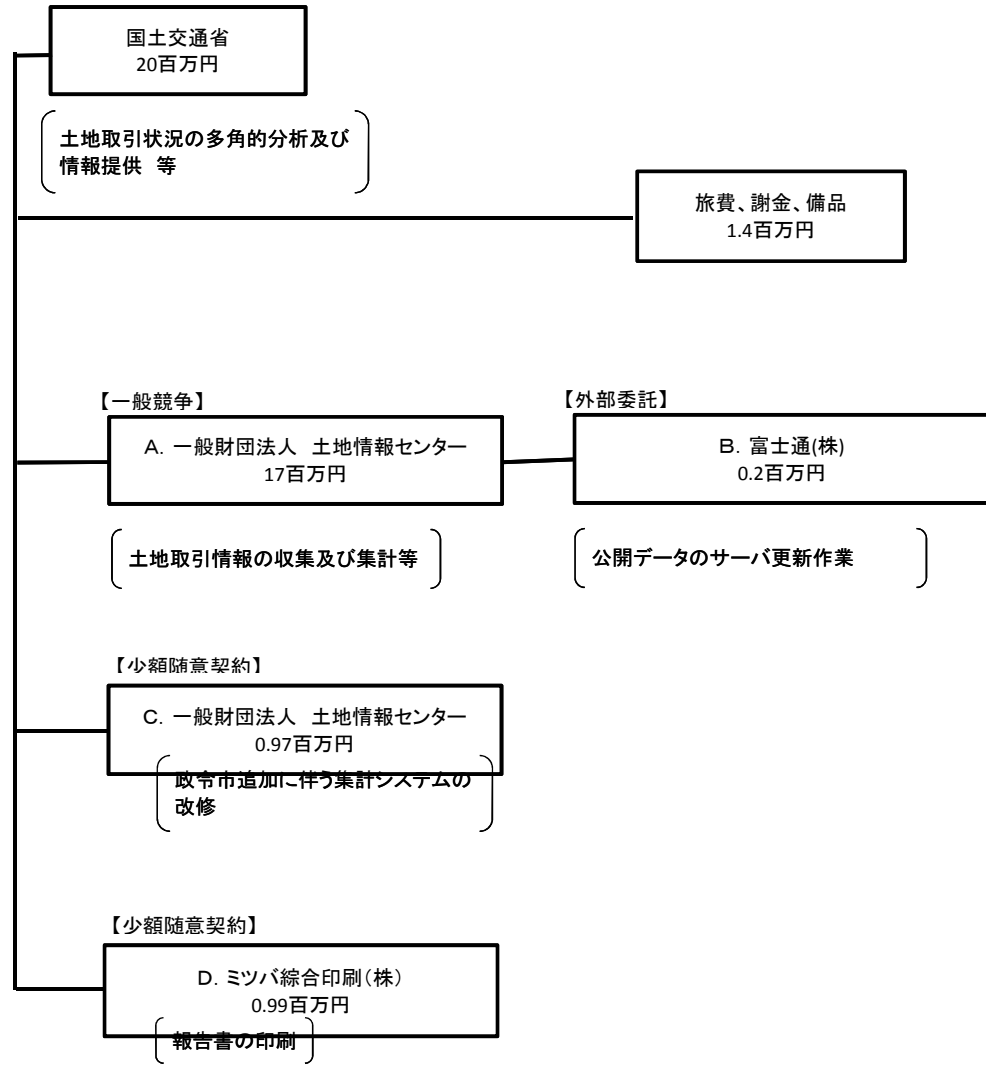 国土交通省
20百万円
土地取引状況の多角的分析及び
情報提供　等
旅費、謝金、備品
1.4百万円
【一般競争】
A. 一般財団法人　土地情報センター
17百万円
土地取引情報の収集及び集計等
【外部委託】
B. 富士通(株)
0.2百万円
公開データのサーバ更新作業
【少額随意契約】
C. 一般財団法人　土地情報センター
0.97百万円
政令市追加に伴う集計システムの
改修
【少額随意契約】
D. ミツバ綜合印刷（株）
0.99百万円
報告書の印刷